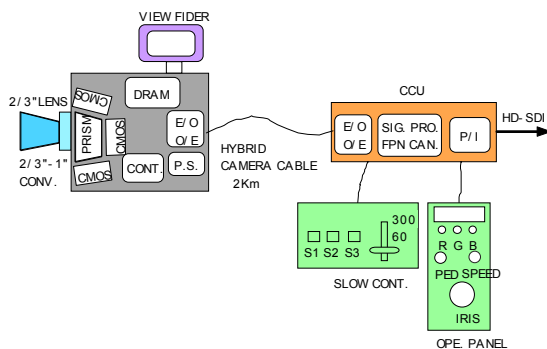 VIEW FIDER
2/3"LENS
CMOS
DRAM
PRISM
CMOS
E/O
O/E
CONT.
P.S.
CMOS
2/3"-1"
CONV.
HYBRID
CAMERA CABLE
2Km
CCU
E/O
O/E
SIG. PRO.
FPN CAN.
P/I
HD-SDI
300
60
S1 S2 S3
SLOW CONT.
R G B
PED SPEED
IRIS
OPE. PANEL